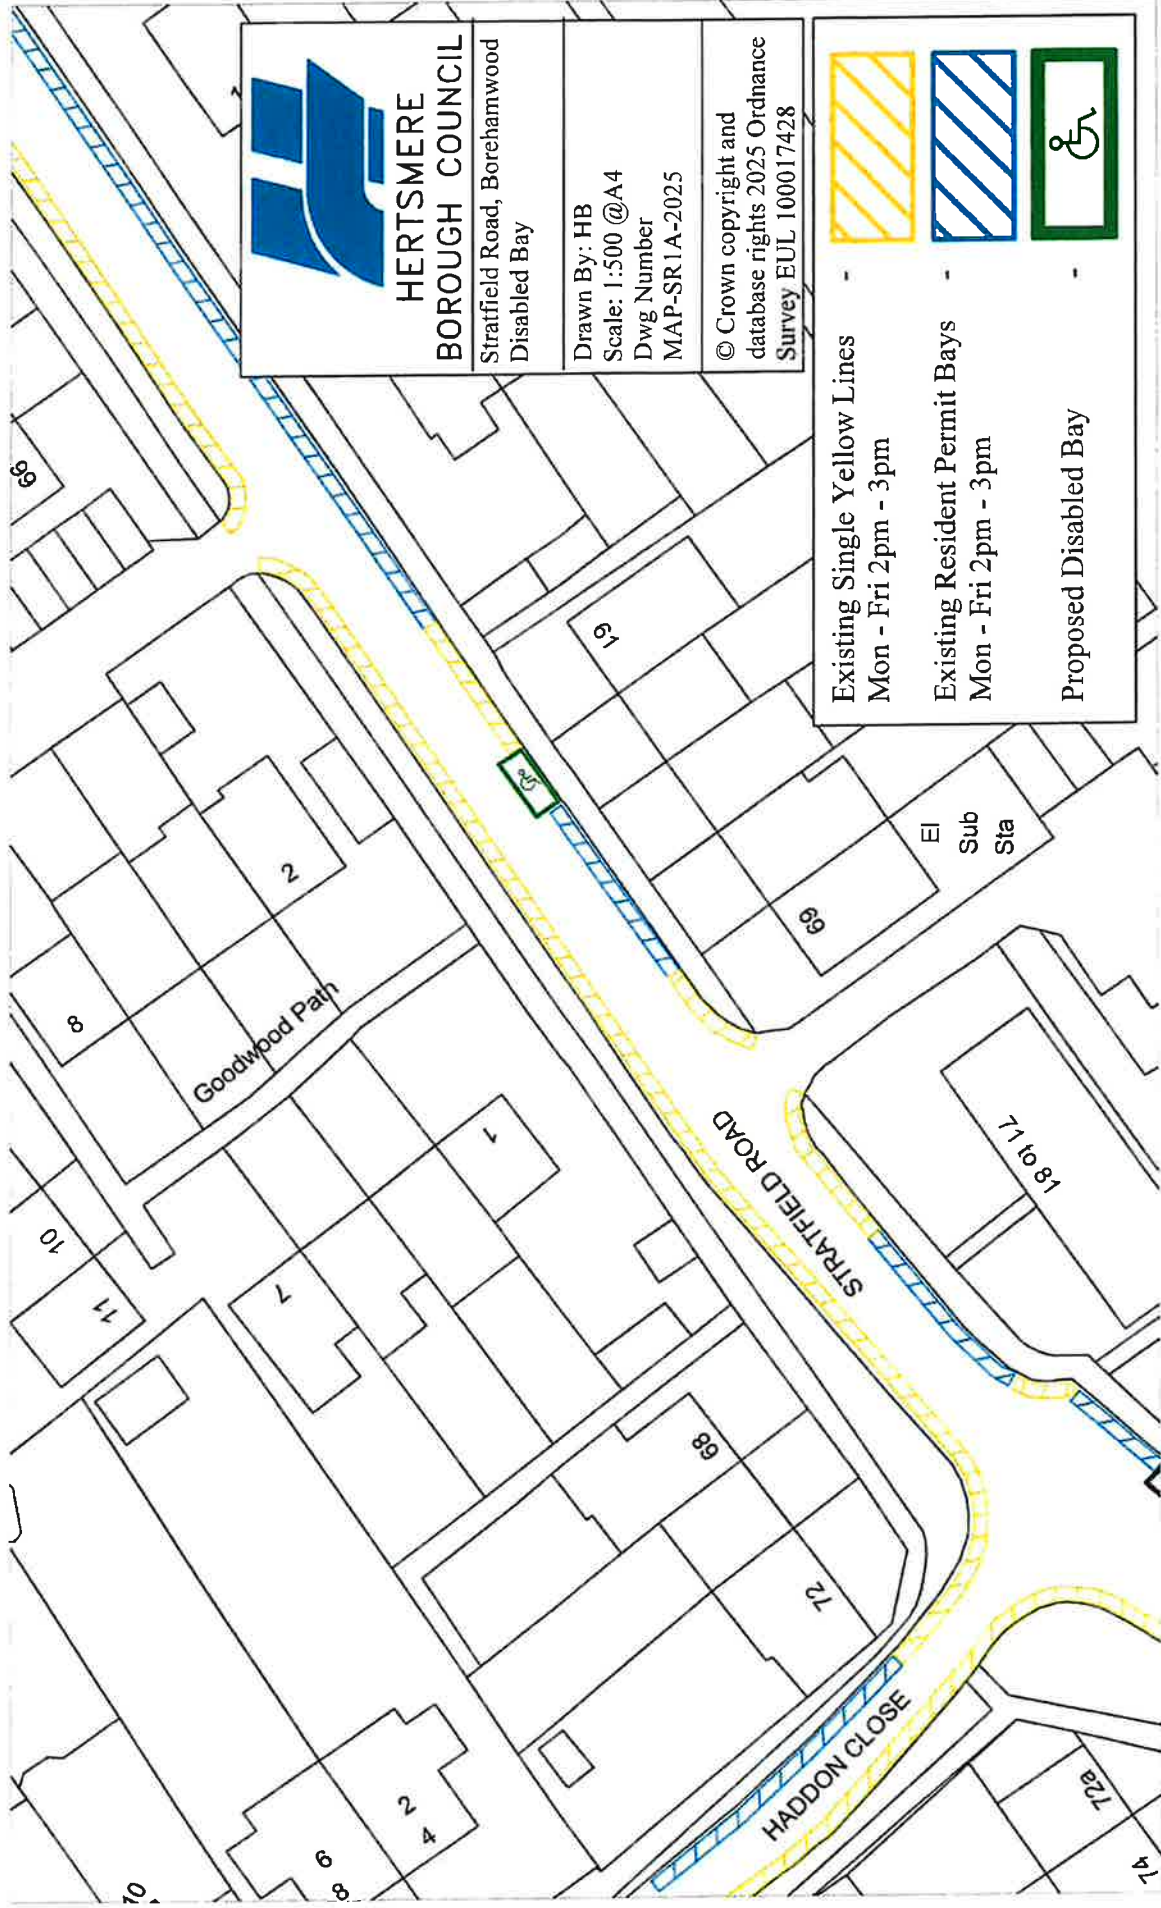 HERTSMERE
BOROUGH COUNCIL
Stratfield Road, Borehamwood
Disabled Bay
Drawn By: HB
Scale: 1:500 @A4
Dwg Number
MAP-SR1A-2025
© Crown copyright and
database rights 2025 Ordnance
Survey EUL 100017428
Existing Single Yellow Lines -
Mon - Fri 2pm - 3pm
Existing Resident Permit Bays -
Mon - Fri 2pm - 3pm
Proposed Disabled Bay -
66
61
2
8
Goodwood Path
69
El
Sub
Sta
1
7
10
11
STRATFIELD ROAD
71 to 81
68
72
HADDON CLOSE
2
4
6
8
10
72a
74